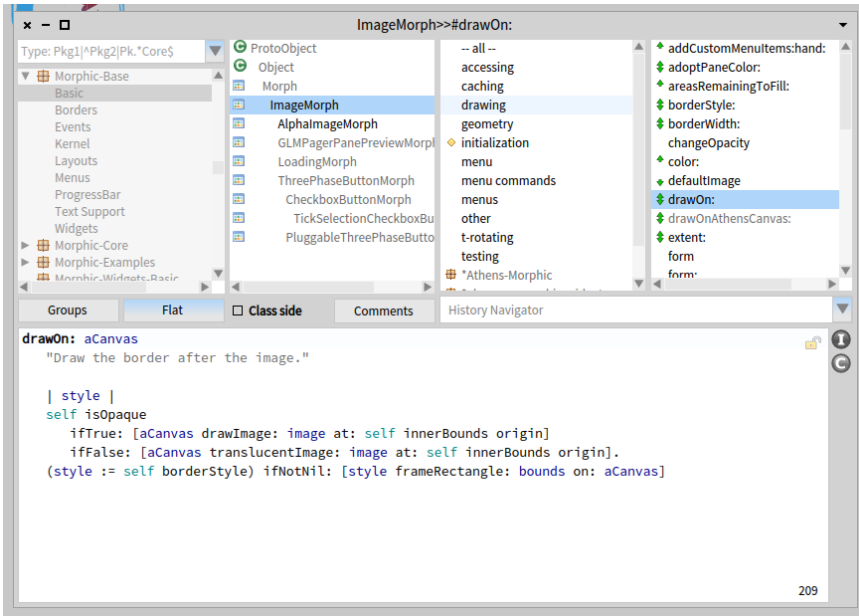 ImageMorph>>#drawOn:
Type: Pkg1|^Pkg2|Pk.*Core$
Morphic-Base
Basic
Borders
Events
Kernel
Layouts
Menus
ProgressBar
Text Support
Widgets
Morphic-Core
Morphic-Examples
Morphic-Widgets-Basic
ProtoObject
Object
Morph
ImageMorph
AlphaImageMorph
GLMPagerPanePreviewMorpl
LoadingMorph
ThreePhaseButtonMorph
CheckboxButtonMorph
TickSelectionCheckboxBu
PluggableThreePhaseButto
-- all --
accessing
caching
drawing
geometry
initialization
menu
menu commands
menus
other
t-rotating
testing
*Athens-Morphic
addCustomMenuItems:hand:
adoptPaneColor:
areasRemainingToFill:
borderStyle:
borderWidth:
changeOpacity
color:
defaultImage
drawOn:
drawOnAthensCanvas:
extent:
form
form:
Groups
Flat
Class side
Comments
History Navigator
drawOn: aCanvas
"Draw the border after the image."
| style |
self isOpaque
ifTrue: [aCanvas drawImage: image at: self innerBounds origin]
ifFalse: [aCanvas translucentImage: image at: self innerBounds origin].
(style := self borderStyle) ifNotNil: [style frameRectangle: bounds on: aCanvas]
I
C
209